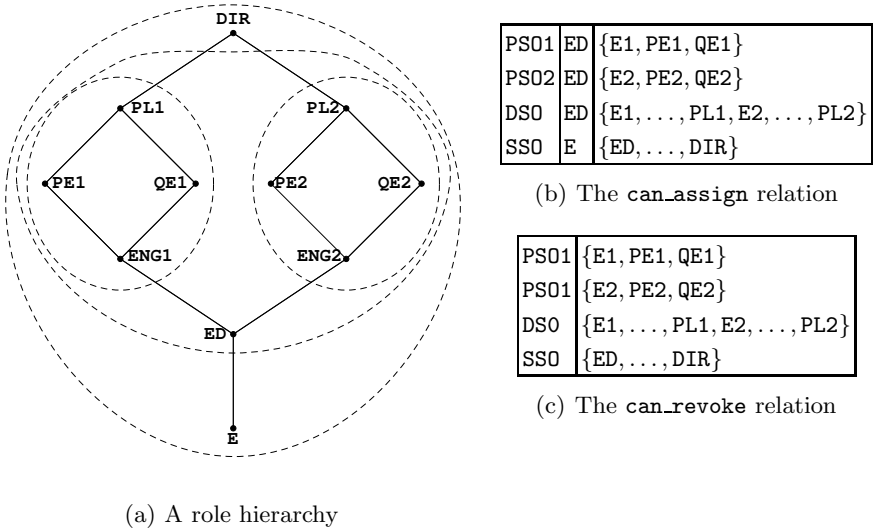 DIR
PL1 PL2
PE1 QE1 PE2 QE2
ENG1 ENG2
ED
E
(a) A role hierarchy
PSO1 ED {E1, PE1, QE1}
PSO2 ED {E2, PE2, QE2}
DSO ED {E1, ..., PL1, E2, ..., PL2}
SSO E {ED, ..., DIR}
(b) The can_assign relation
PSO1 {E1, PE1, QE1}
PSO1 {E2, PE2, QE2}
DSO {E1, ..., PL1, E2, ..., PL2}
SSO {ED, ..., DIR}
(c) The can_revoke relation